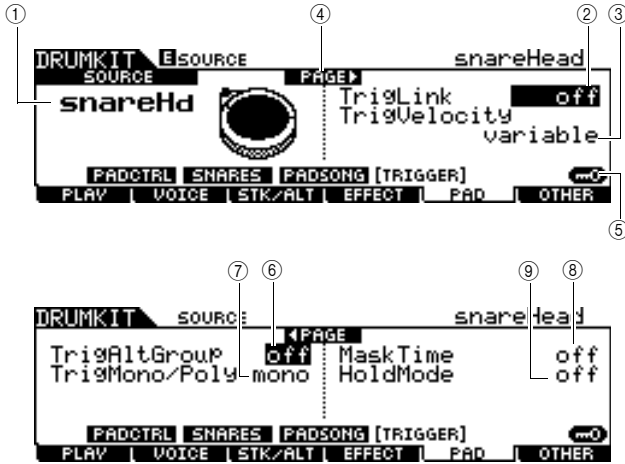 ① ④ ② ③
DRUMKIT E SOURCE snareHead
SOURCE PAGE▶
snareHd TrigLink off
TrigVelocity
variable
PADCTRL SNARES PADSONG [TRIGGER]
PLAY VOICE STK/ALT EFFECT PAD OTHER
⑤
⑦ ⑥ ⑨ ⑧
DRUMKIT SOURCE snareHead
◀PAGE
TrigAltGroup off MaskTime off
TrigMono/Poly mono HoldMode off
PADCTRL SNARES PADSONG [TRIGGER]
PLAY VOICE STK/ALT EFFECT PAD OTHER